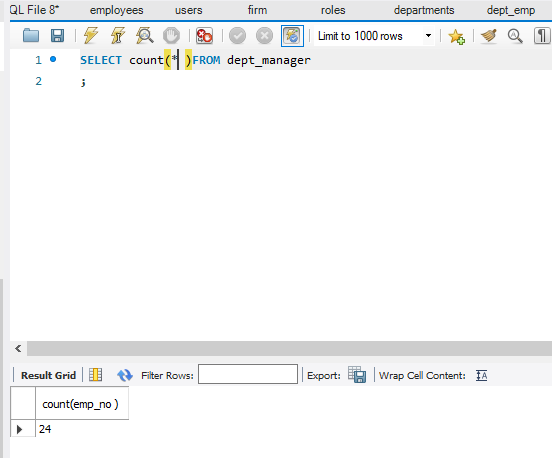 QL File 8* employees users firm roles departments dept_emp
Limit to 1000 rows
1 SELECT count(* )FROM dept_manager
2 ;
Result Grid Filter Rows: Export: Wrap Cell Content:
count(emp_no )
24